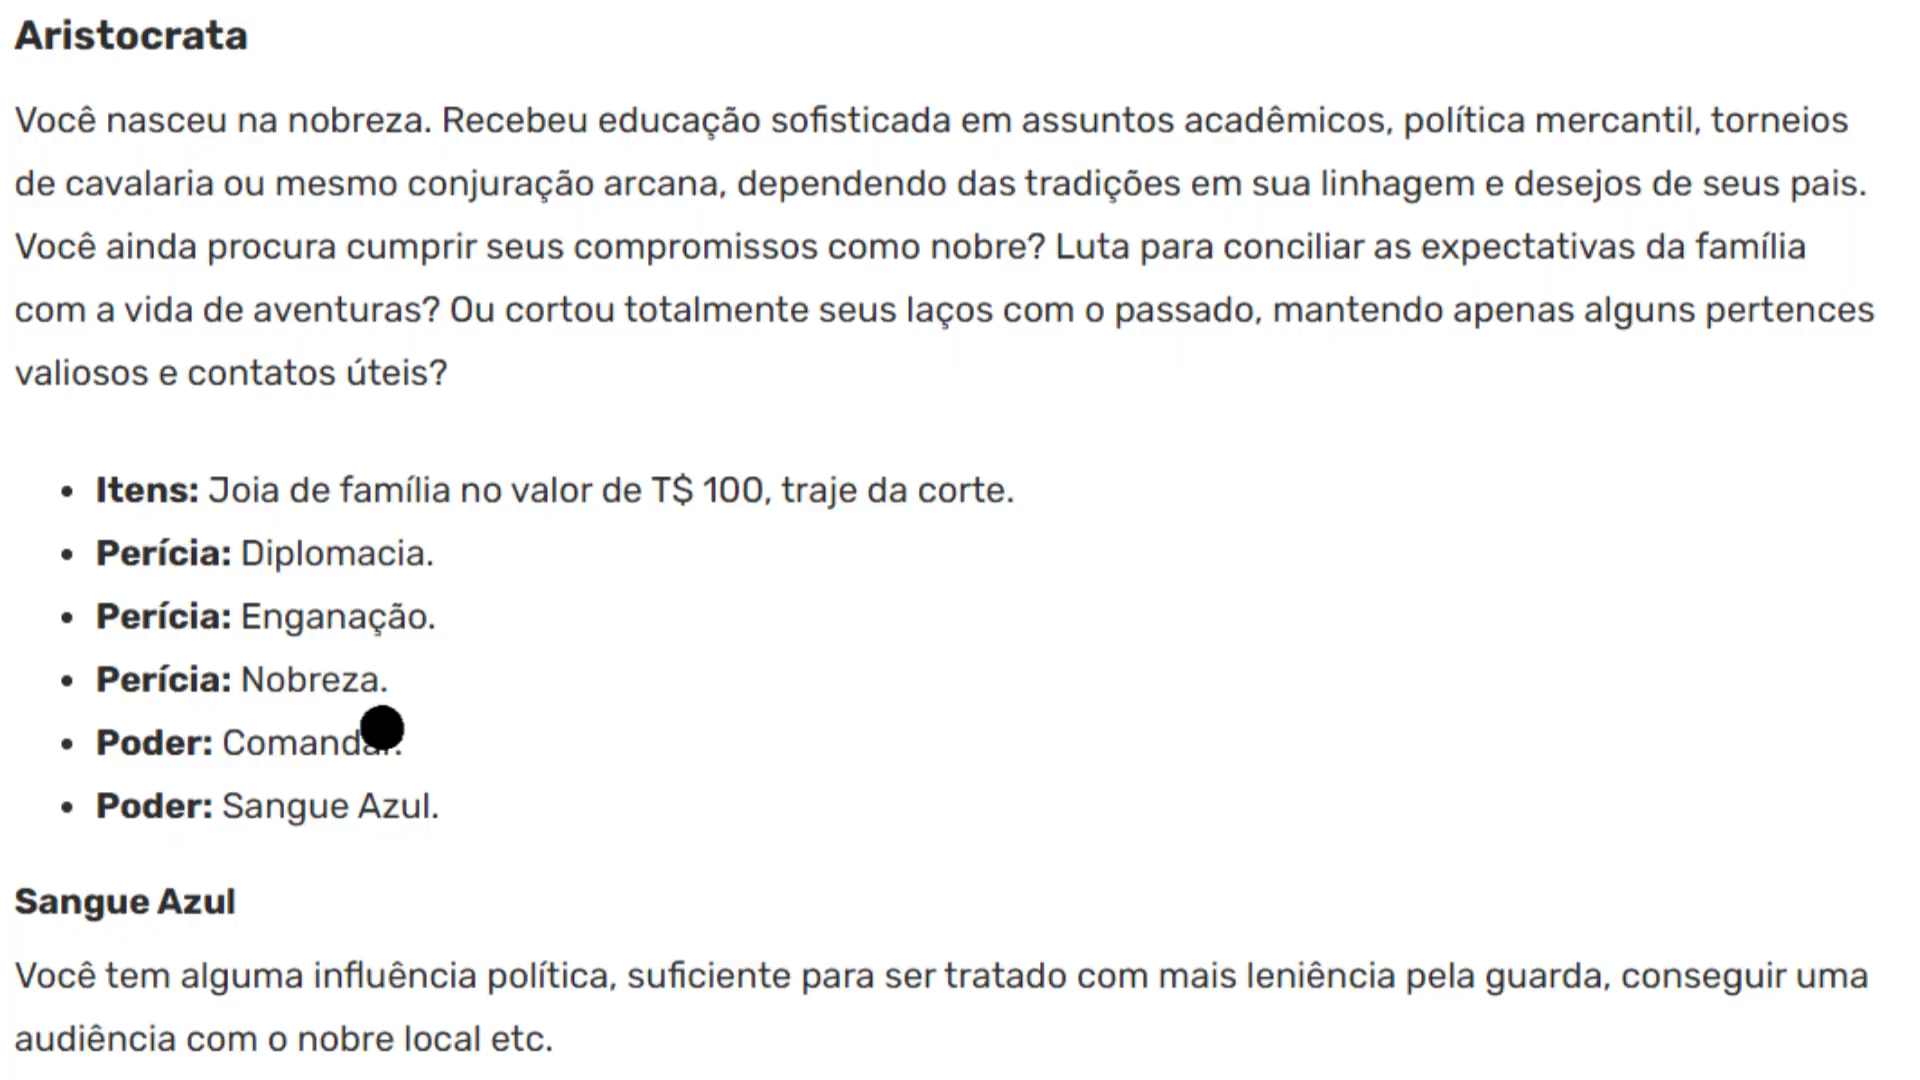 Aristocrata
Você nasceu na nobreza. Recebeu educação sofisticada em assuntos acadêmicos, política mercantil, torneios
de cavalaria ou mesmo conjuração arcana, dependendo das tradições em sua linhagem e desejos de seus pais.
Você ainda procura cumprir seus compromissos como nobre? Luta para conciliar as expectativas da família
com a vida de aventuras? Ou cortou totalmente seus laços com o passado, mantendo apenas alguns pertences
valiosos e contatos úteis?
• Itens: Joia de família no valor de T$ 100, traje da corte.
• Perícia: Diplomacia.
• Perícia: Enganação.
• Perícia: Nobreza.
• Poder: Comandar.
• Poder: Sangue Azul.
Sangue Azul
Você tem alguma influência política, suficiente para ser tratado com mais leniência pela guarda, conseguir uma
audiência com o nobre local etc.